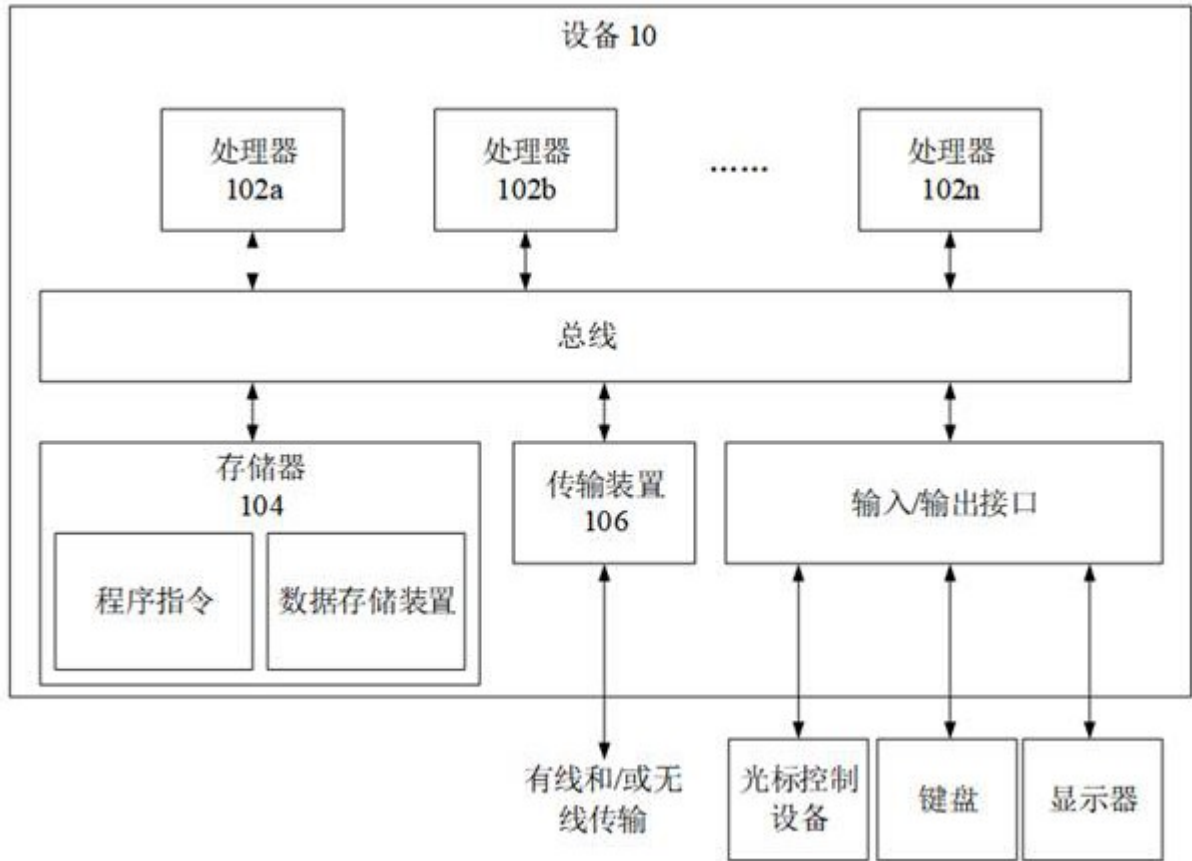 设备 10
处理器
102a
处理器
102b
......
处理器
102n
总线
存储器
104
程序指令
数据存储装置
传输装置
106
输入/输出接口
有线和/或无
线传输
光标控制
设备
键盘
显示器